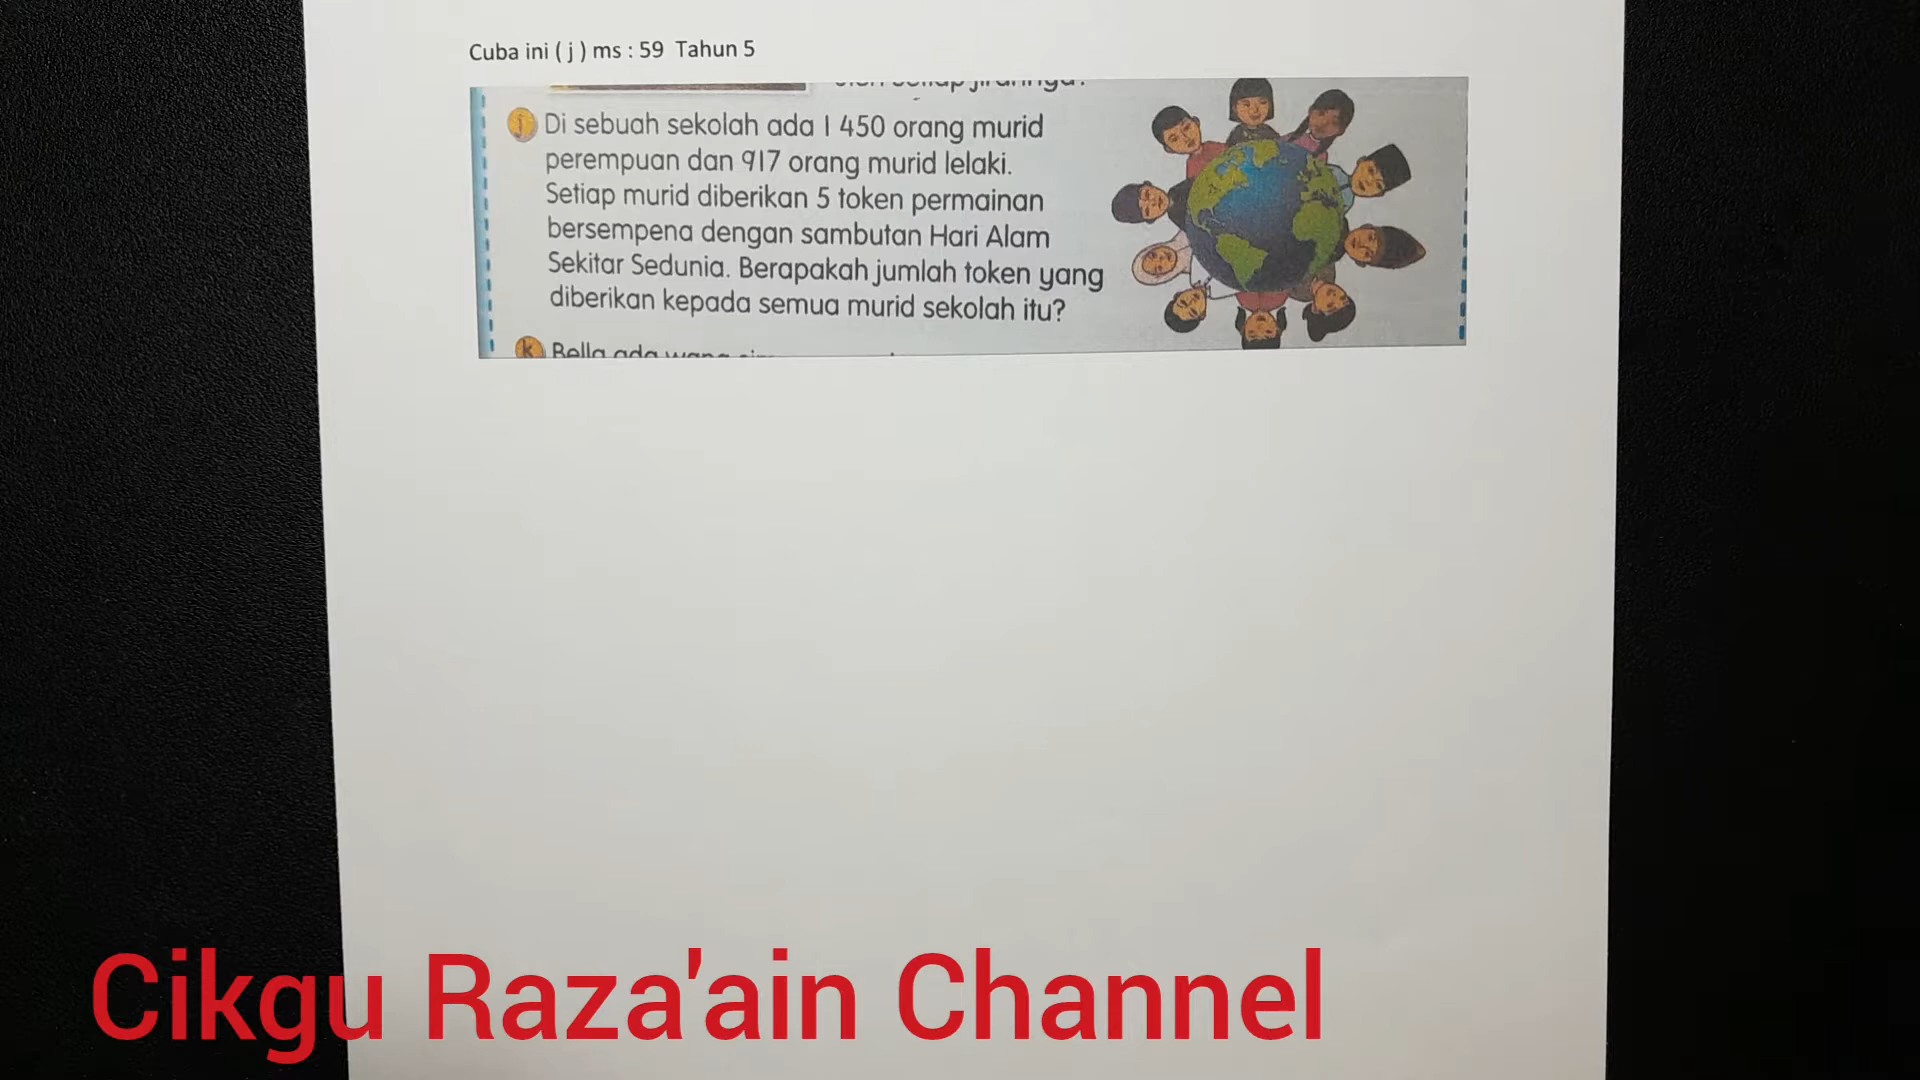 Cuba ini ( j ) ms : 59 Tahun 5
j Di sebuah sekolah ada 1 450 orang murid
perempuan dan 917 orang murid lelaki.
Setiap murid diberikan 5 token permainan
bersempena dengan sambutan Hari Alam
Sekitar Sedunia. Berapakah jumlah token yang
diberikan kepada semua murid sekolah itu?
k Bella ada wang
Cikgu Raza'ain Channel